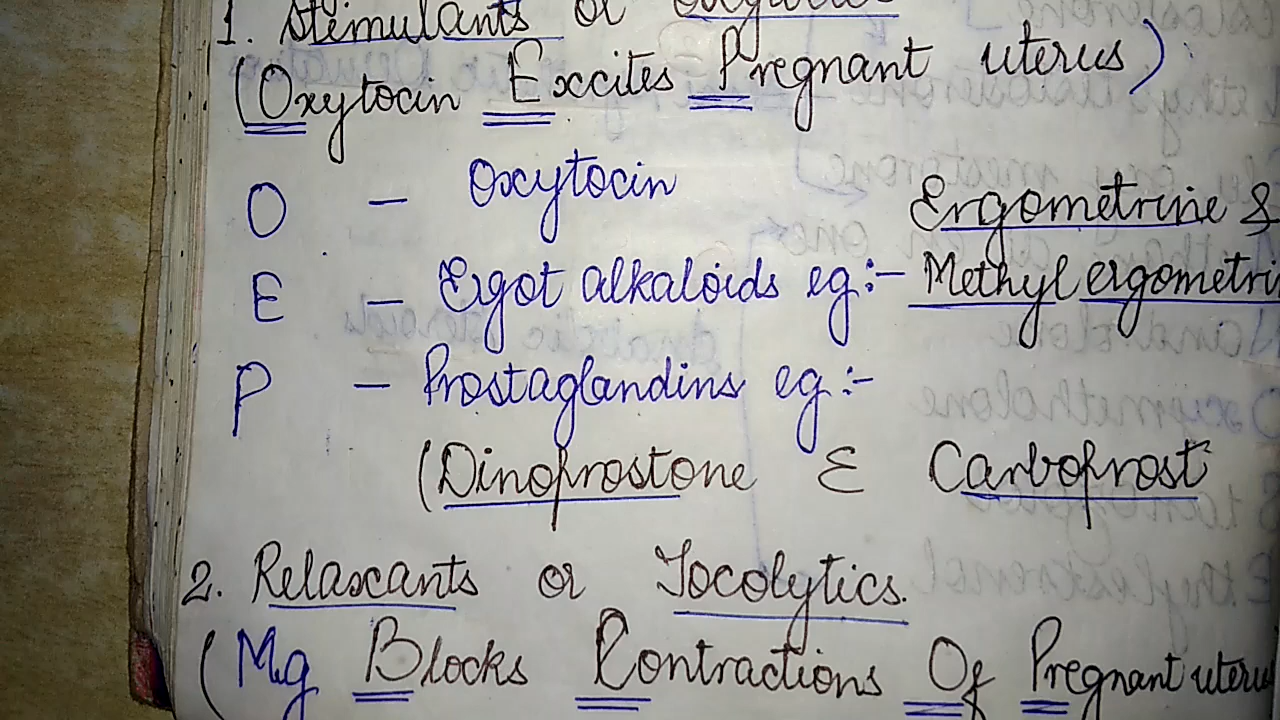 1. Stemulants or
(Oxytocin Excites Pregnant uterus)
O - Oxytocin
Ergometrine &
E - Ergot alkaloids eg:- Methyl ergometri
P - Prostaglandins eg:-
(Dinoprostone & Carboprost
2. Relaxants or Tocolytics.
(Mg Blocks Contractions Of Pregnant uteru